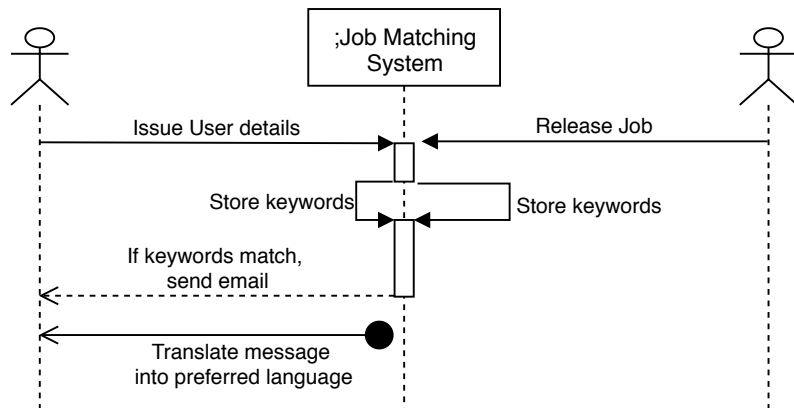 ;Job Matching
System
Issue User details
Release Job
Store keywords
Store keywords
If keywords match,
send email
Translate message
into preferred language